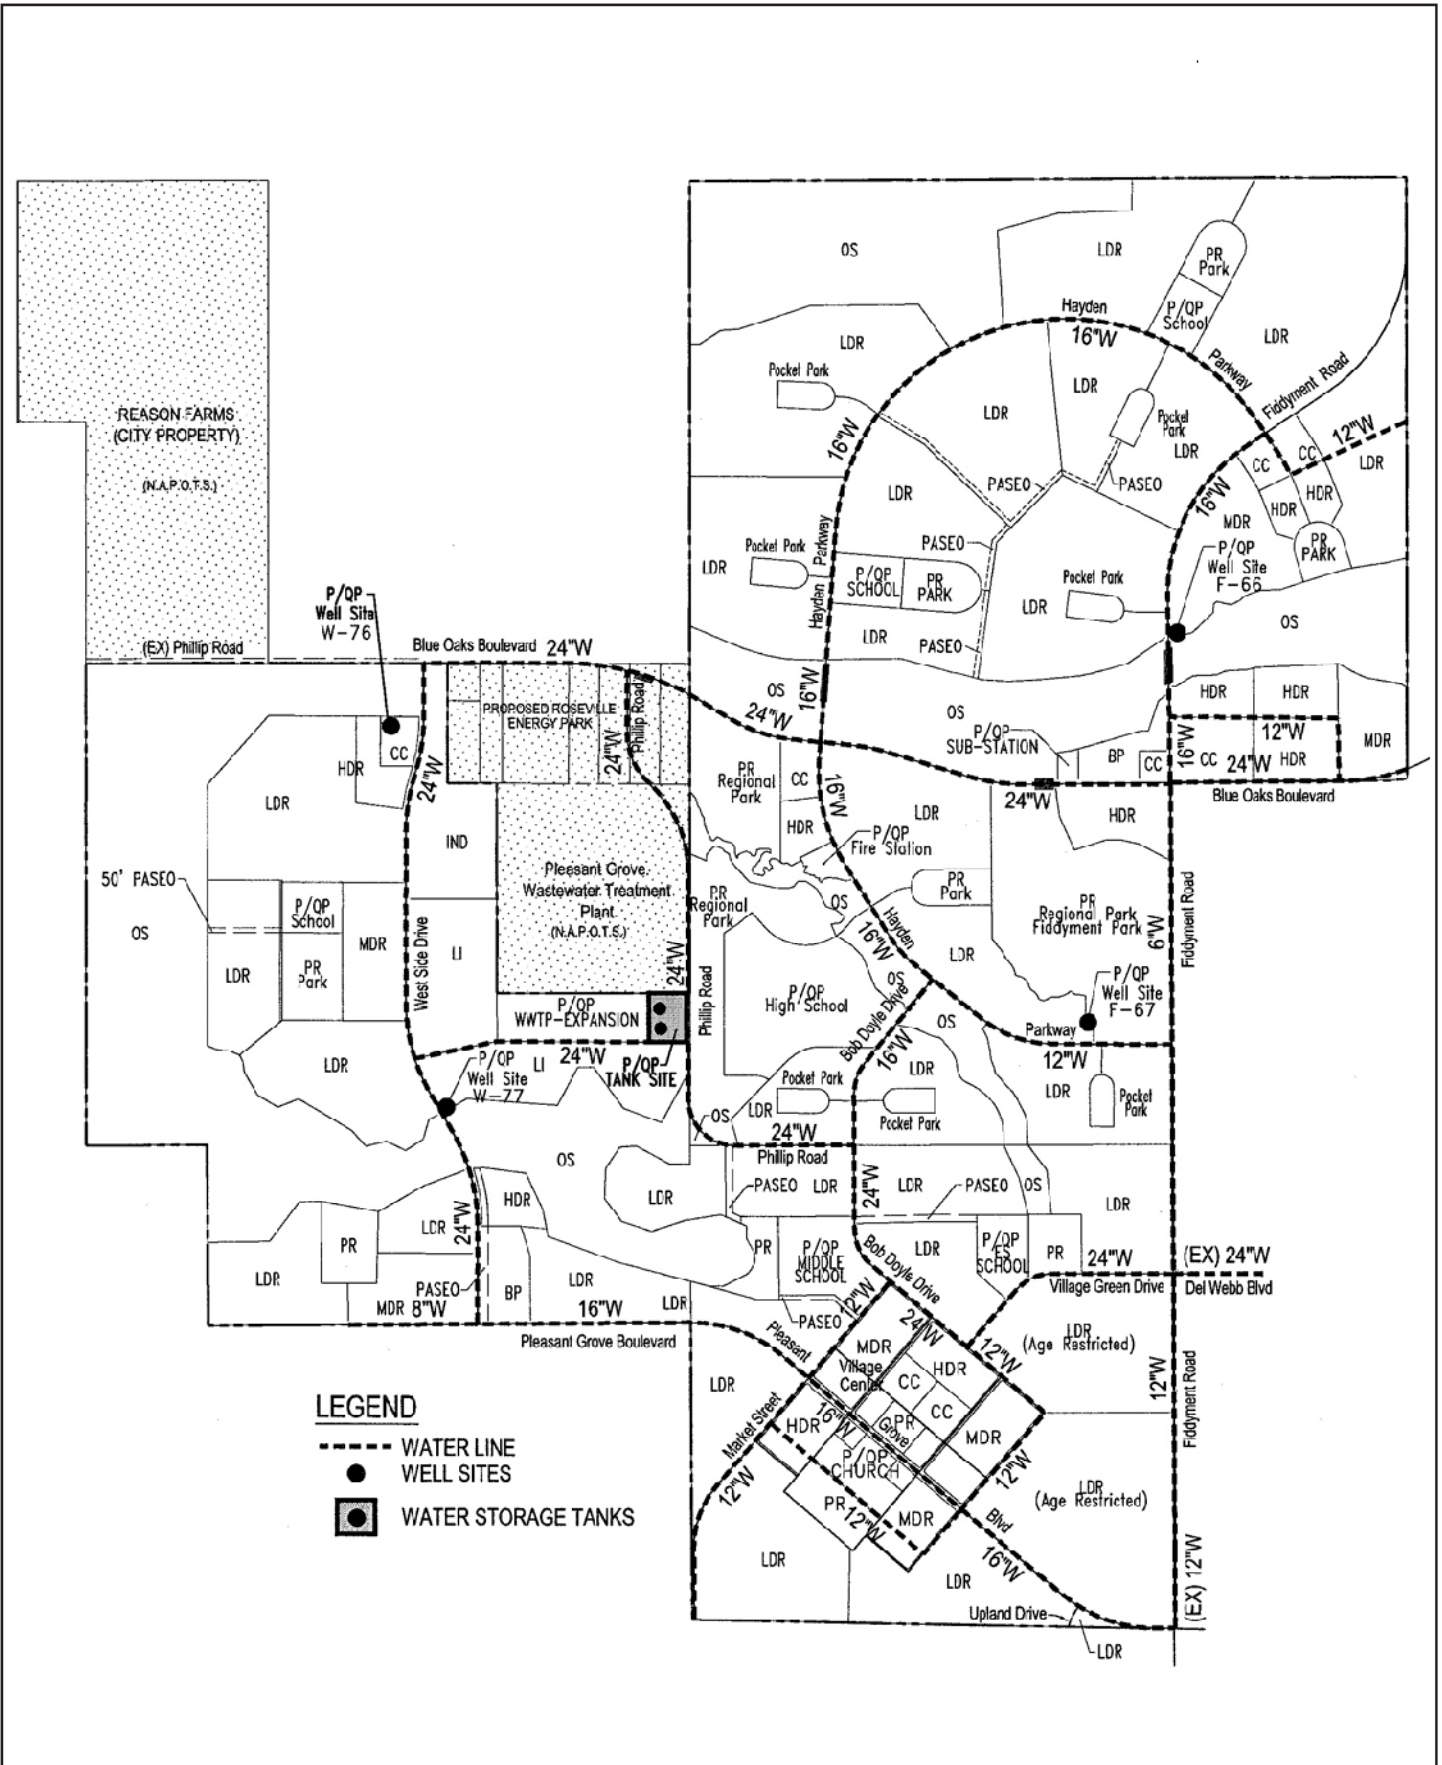 OS
LDR
PR
Park
P/QP
School
Hayden
16"W
LDR
Parkway
LDR
Fiddyment Road
Pocket Park
LDR
LDR
Pocket
Park
REASON FARMS
(CITY PROPERTY)
16"W
12"W
LDR
CC
CC
LDR
(N.A.P.O.T.S.)
PASEO
PASEO
16"W
HDR
HDR
LDR
MDR
Parkway
PASEO
Pocket Park
PR
PARK
P/QP
Well Site
F-66
LDR
P/QP
SCHOOL
PR
PARK
Pocket Park
Hayden
LDR
P/QP
Well Site
W-76
OS
LDR
(EX) Phillip Road
Blue Oaks Boulevard
24"W
PASEO
16"W
OS
HDR
HDR
Phillip Road
PROPOSED ROSEVILLE
ENERGY PARK
24"W
OS
P/QP
SUB-STATION
12"W
CC
HDR
24"W
24"W
PR
Regional
Park
CC
BP
CC
16"W
CC
24"W
HDR
MDR
Blue Oaks Boulevard
LDR
16"W
24"W
LDR
HDR
HDR
P/QP
Fire Station
IND
Pleasant Grove
Wastewater Treatment
Plant
(N.A.P.O.T.S.)
50' PASEO
PR
Regional
Park
PR
Park
OS
P/QP
School
PR
Regional Park
Fiddyment Park
OS
MDR
West Side Drive
LI
Hayden
16"W
6"W
Fiddyment Road
LDR
PR
Park
24"W
LDR
OS
P/QP
High School
Bob Doyle Drive
P/QP
Well Site
F-67
P/QP
WWTP-EXPANSION
Phillip Road
OS
Parkway
12"W
LDR
24"W
P/QP
TANK SITE
LI
P/QP
Well Site
W-77
16"W
LDR
Pocket Park
LDR
Pocket
Park
LDR
Pocket Park
OS
24"W
Phillip Road
OS
LDR
HDR
PASEO
LDR
24"W
LDR
PASEO
OS
LDR
LDR
24"W
PR
LDR
PR
P/QP
MIDDLE
SCHOOL
Bob Doyle Drive
LDR
P/QP
ES
SCHOOL
PR
24"W
(EX) 24"W
Village Green Drive
Del Webb Blvd
PASEO
BP
LDR
MDR
8"W
16"W
LDR
PASEO
12"W
Pleasant Grove Boulevard
Pleasant
24"W
12"W
LDR
(Age Restricted)
MDR
Village
Center
HDR
CC
CC
12"W
Fiddyment Road
LDR
Market Street
HDR
16"W
PR
Grove
MDR
P/QP
CHURCH
12"W
12"W
LDR
(Age Restricted)
PR
12"W
MDR
Blvd
16"W
LDR
LDR
(EX) 12"W
Upland Drive
LDR
LEGEND
WATER LINE
WELL SITES
WATER STORAGE TANKS